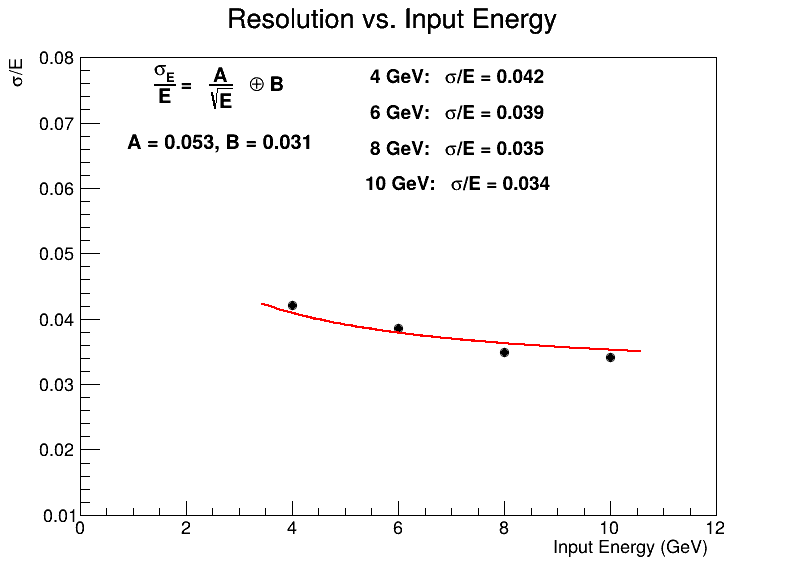 Resolution vs. Input Energy
σ/E
σ_E/E = A/√E ⊕ B
A = 0.053, B = 0.031
4 GeV: σ/E = 0.042
6 GeV: σ/E = 0.039
8 GeV: σ/E = 0.035
10 GeV: σ/E = 0.034
0.08
0.07
0.06
0.05
0.04
0.03
0.02
0.01
0 2 4 6 8 10 12
Input Energy (GeV)